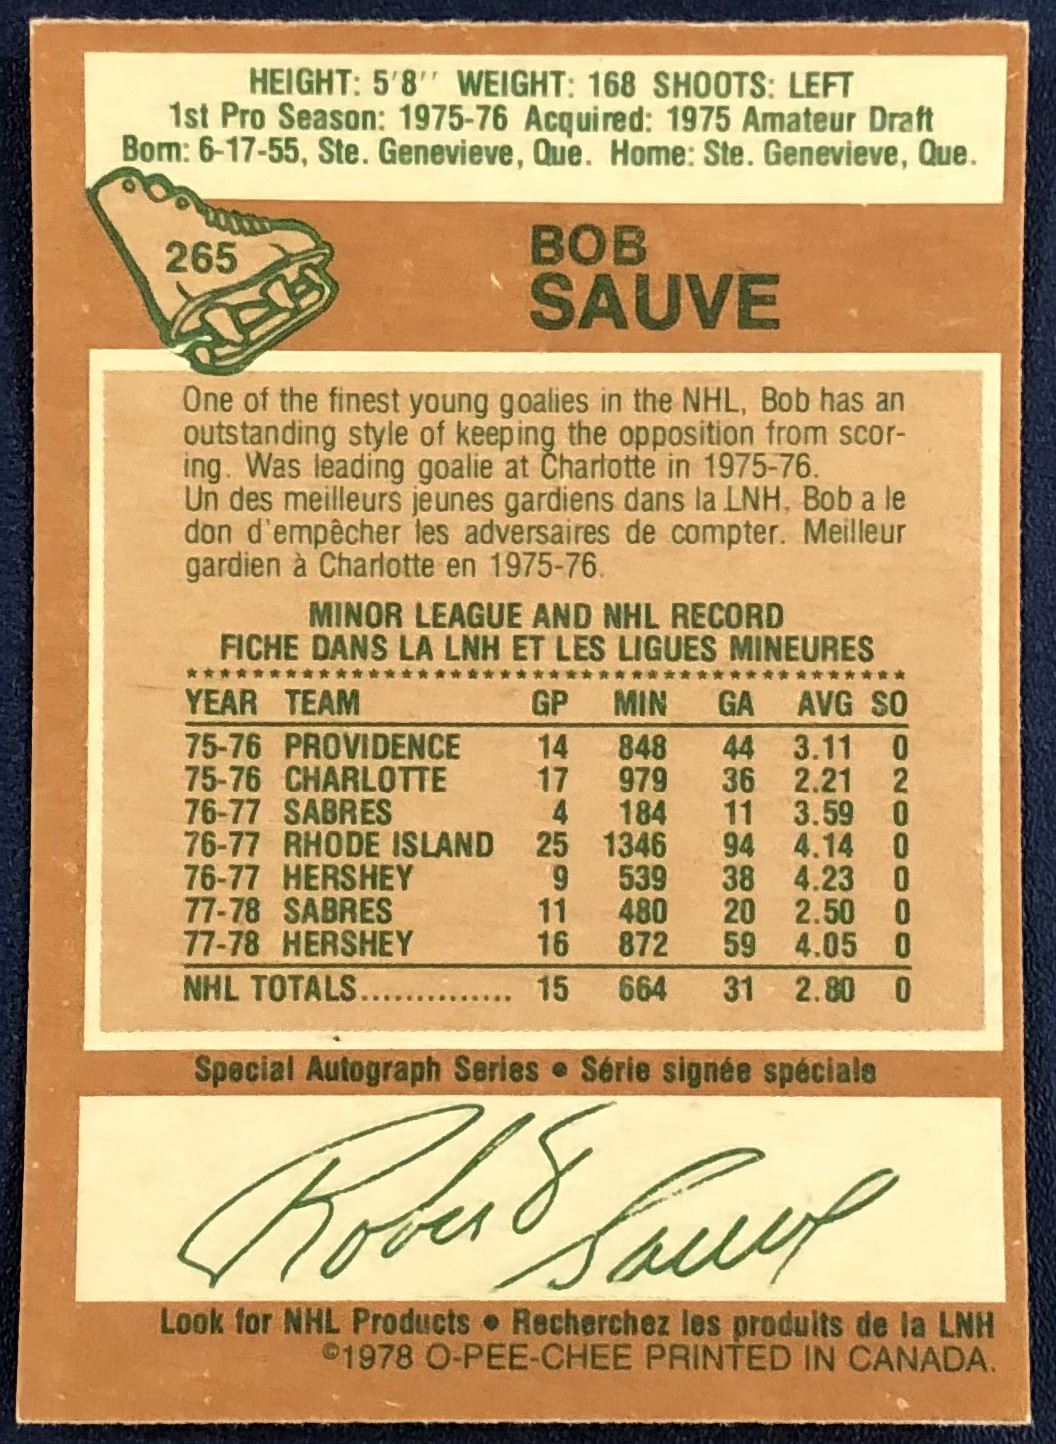 HEIGHT: 5'8'' WEIGHT: 168 SHOOTS: LEFT
1st Pro Season: 1975-76 Acquired: 1975 Amateur Draft
Born: 6-17-55, Ste. Genevieve, Que. Home: Ste. Genevieve, Que.
265
BOB
SAUVE
One of the finest young goalies in the NHL, Bob has an
outstanding style of keeping the opposition from scor-
ing. Was leading goalie at Charlotte in 1975-76.
Un des meilleurs jeunes gardiens dans la LNH, Bob a le
don d'empêcher les adversaires de compter. Meilleur
gardien à Charlotte en 1975-76.
MINOR LEAGUE AND NHL RECORD
FICHE DANS LA LNH ET LES LIGUES MINEURES
YEAR TEAM GP MIN GA AVG SO
75-76 PROVIDENCE 14 848 44 3.11 0
75-76 CHARLOTTE 17 979 36 2.21 2
76-77 SABRES 4 184 11 3.59 0
76-77 RHODE ISLAND 25 1346 94 4.14 0
76-77 HERSHEY 9 539 38 4.23 0
77-78 SABRES 11 480 20 2.50 0
77-78 HERSHEY 16 872 59 4.05 0
NHL TOTALS.............. 15 664 31 2.80 0
Special Autograph Series • Série signée spéciale
Robert Sauvé
Look for NHL Products • Recherchez les produits de la LNH
©1978 O-PEE-CHEE PRINTED IN CANADA.